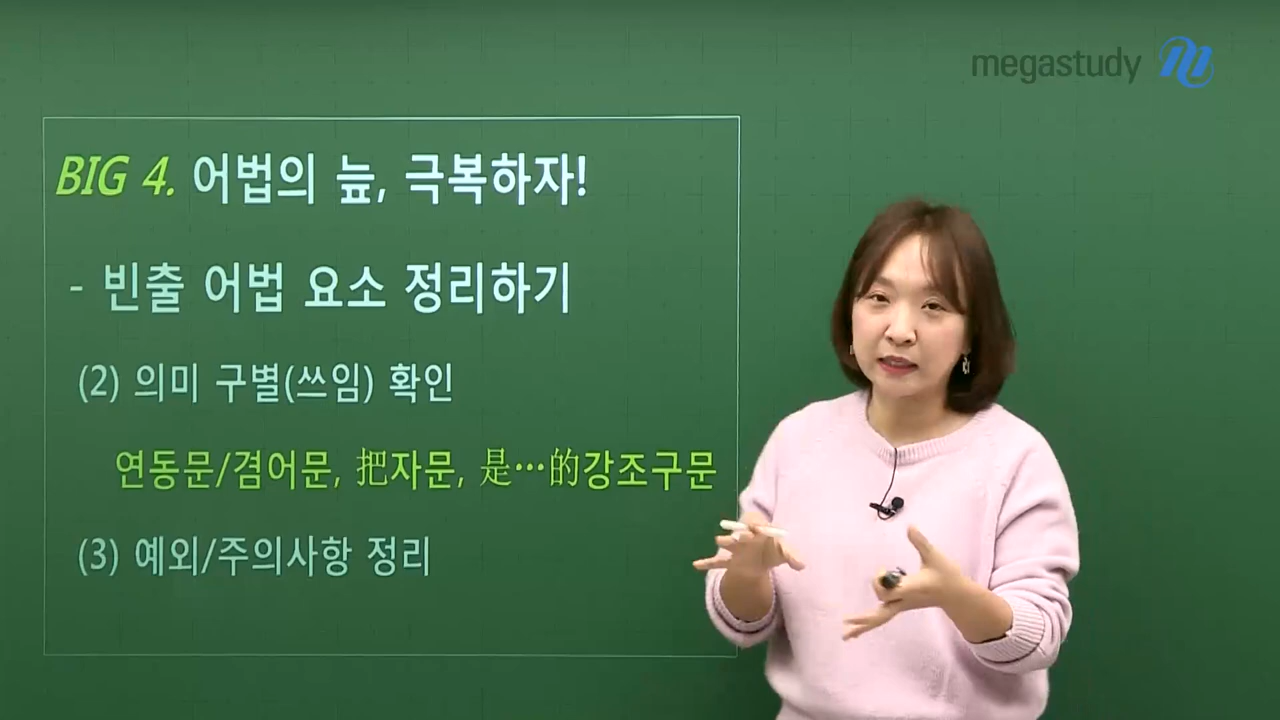 megastudy
BIG 4. 어법의 늪, 극복하자!
- 빈출 어법 요소 정리하기
(2) 의미 구별(쓰임) 확인
연동문/겸어문, 把자문, 是…的강조구문
(3) 예외/주의사항 정리